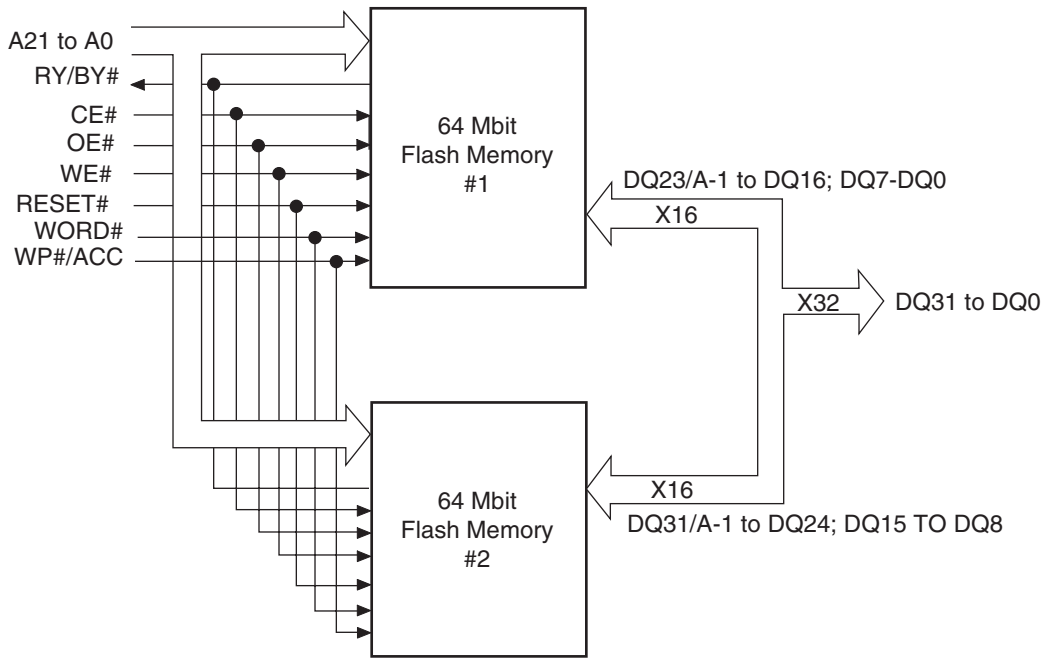 A21 to A0
RY/BY#
CE#
OE#
WE#
RESET#
WORD#
WP#/ACC
64 Mbit
Flash Memory
#1
DQ23/A-1 to DQ16; DQ7-DQ0
X16
X32
DQ31 to DQ0
64 Mbit
Flash Memory
#2
X16
DQ31/A-1 to DQ24; DQ15 TO DQ8